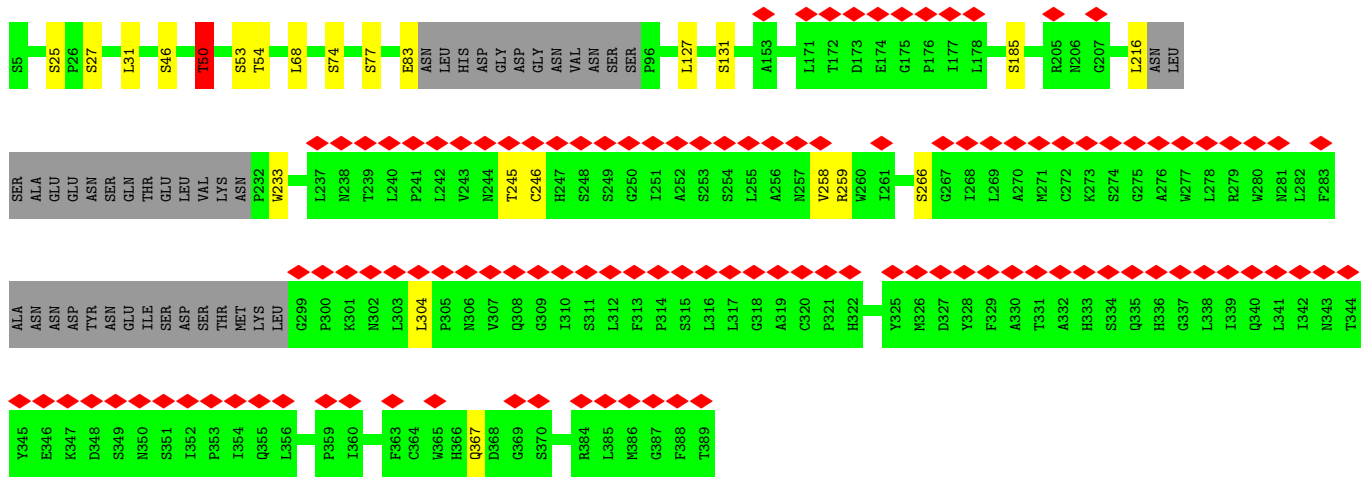 S5 S25 P26 S27 L31 S46 T50 S53 T54 L68 S74 S77 E83 ASN LEU HIS ASP GLY ASP GLY ASN VAL ASN SER SER P96 L127 S131 A153 L171 T172 D173 E174 G175 P176 I177 L178 S185 R205 N206 G207 L216 ASN LEU
SER ALA GLU GLU ASN SER GLN THR GLU LEU VAL LYS ASN P232 W233 L237 N238 T239 L240 P241 L242 V243 N244 T245 C246 H247 S248 S249 G250 I251 A252 S253 S254 L255 A256 N257 V258 R259 W260 I261 S266 G267 I268 L269 A270 M271 C272 K273 S274 G275 A276 W277 L278 R279 W280 N281 L282 F283
ALA ASN ASN ASP TYR ASN GLU ILE SER ASP SER THR MET LYS LEU G299 P300 K301 N302 L303 L304 P305 N306 V307 Q308 G309 I310 S311 L312 F313 P314 S315 L316 L317 G318 A319 C320 P321 H322 Y325 M326 D327 Y328 F329 A330 T331 A332 H333 S334 Q335 H336 G337 L338 I339 Q340 L341 I342 N343 T344
Y345 E346 K347 D348 S349 N350 S351 I352 P353 I354 Q355 L356 P359 I360 F363 C364 W365 H366 Q367 D368 G369 S370 R384 L385 M386 G387 F388 T389